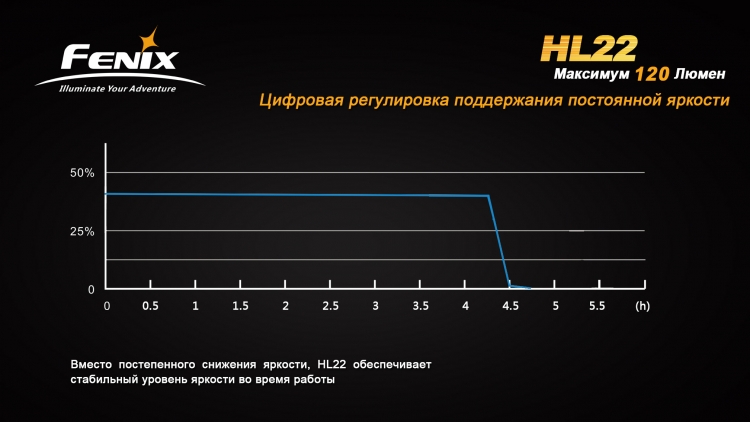 FENIX
Illuminate Your Adventure
HL22
Максимум 120 Люмен
Цифровая регулировка поддержания постоянной яркости
50%
25%
0
0 0.5 1 1.5 2 2.5 3 3.5 4 4.5 5 5.5 (h)
Вместо постепенного снижения яркости, HL22 обеспечивает
стабильный уровень яркости во время работы